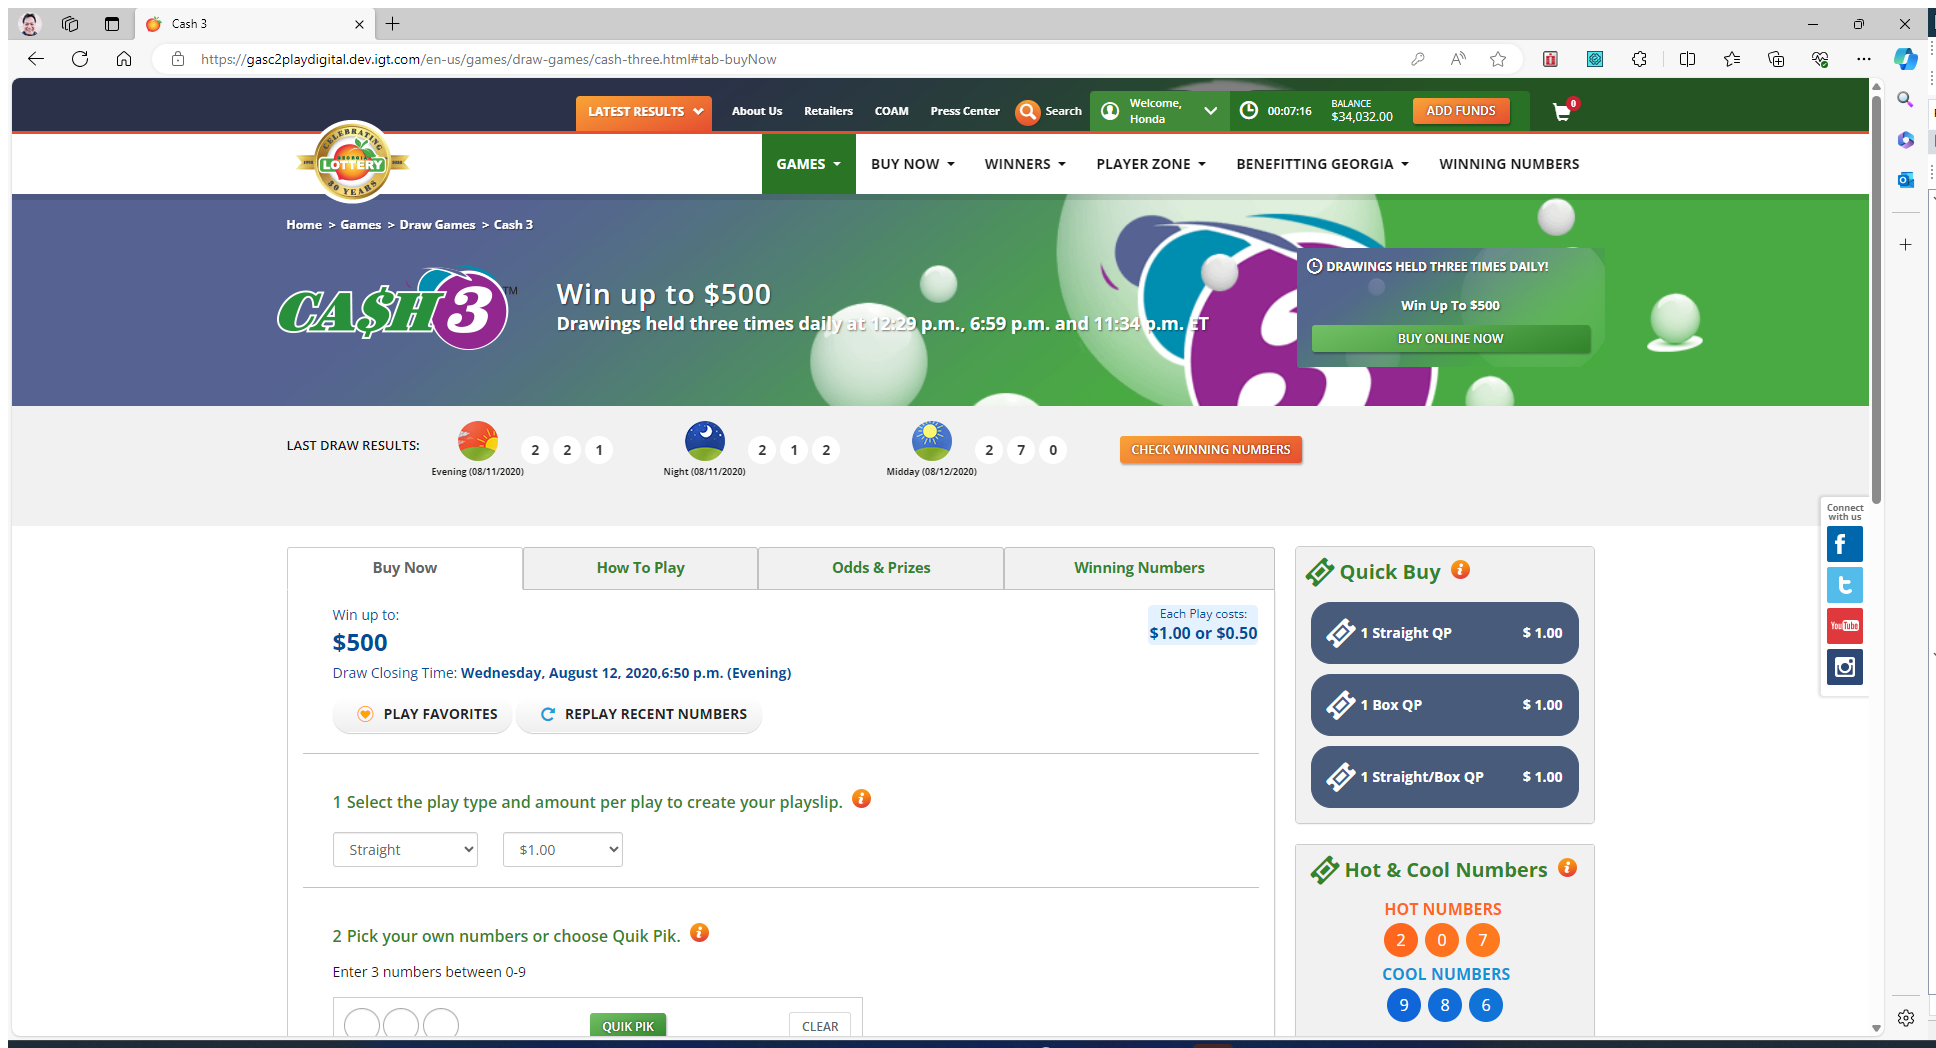 Cash 3
https://gasc2playdigital.dev.igt.com/en-us/games/draw-games/cash-three.html#tab-buyNow
LATEST RESULTS
About Us
Retailers
COAM
Press Center
Search
Welcome,
Honda
00:07:16
BALANCE
$34,032.00
ADD FUNDS
0
CELEBRATING
GEORGIA
LOTTERY
30 YEARS
GAMES
BUY NOW
WINNERS
PLAYER ZONE
BENEFITTING GEORGIA
WINNING NUMBERS
Home > Games > Draw Games > Cash 3
CA$H 3 TM
Win up to $500
Drawings held three times daily at 12:29 p.m., 6:59 p.m. and 11:34 p.m. ET
DRAWINGS HELD THREE TIMES DAILY!
Win Up To $500
BUY ONLINE NOW
LAST DRAW RESULTS:
2 2 1
Evening (08/11/2020)
2 1 2
Night (08/11/2020)
2 7 0
Midday (08/12/2020)
CHECK WINNING NUMBERS
Connect
with us
YouTube
Buy Now
How To Play
Odds & Prizes
Winning Numbers
Win up to:
$500
Each Play costs:
$1.00 or $0.50
Draw Closing Time: Wednesday, August 12, 2020,6:50 p.m. (Evening)
PLAY FAVORITES
REPLAY RECENT NUMBERS
1 Select the play type and amount per play to create your playslip.
Straight
$1.00
2 Pick your own numbers or choose Quik Pik.
Enter 3 numbers between 0-9
QUIK PIK
CLEAR
Quick Buy
1 Straight QP $ 1.00
1 Box QP $ 1.00
1 Straight/Box QP $ 1.00
Hot & Cool Numbers
HOT NUMBERS
2 0 7
COOL NUMBERS
9 8 6